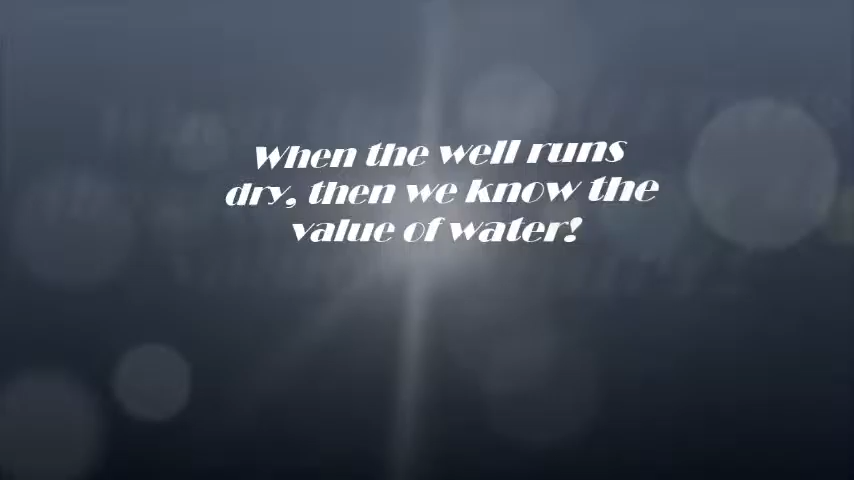 When the well runs
dry, then we know the
value of water!